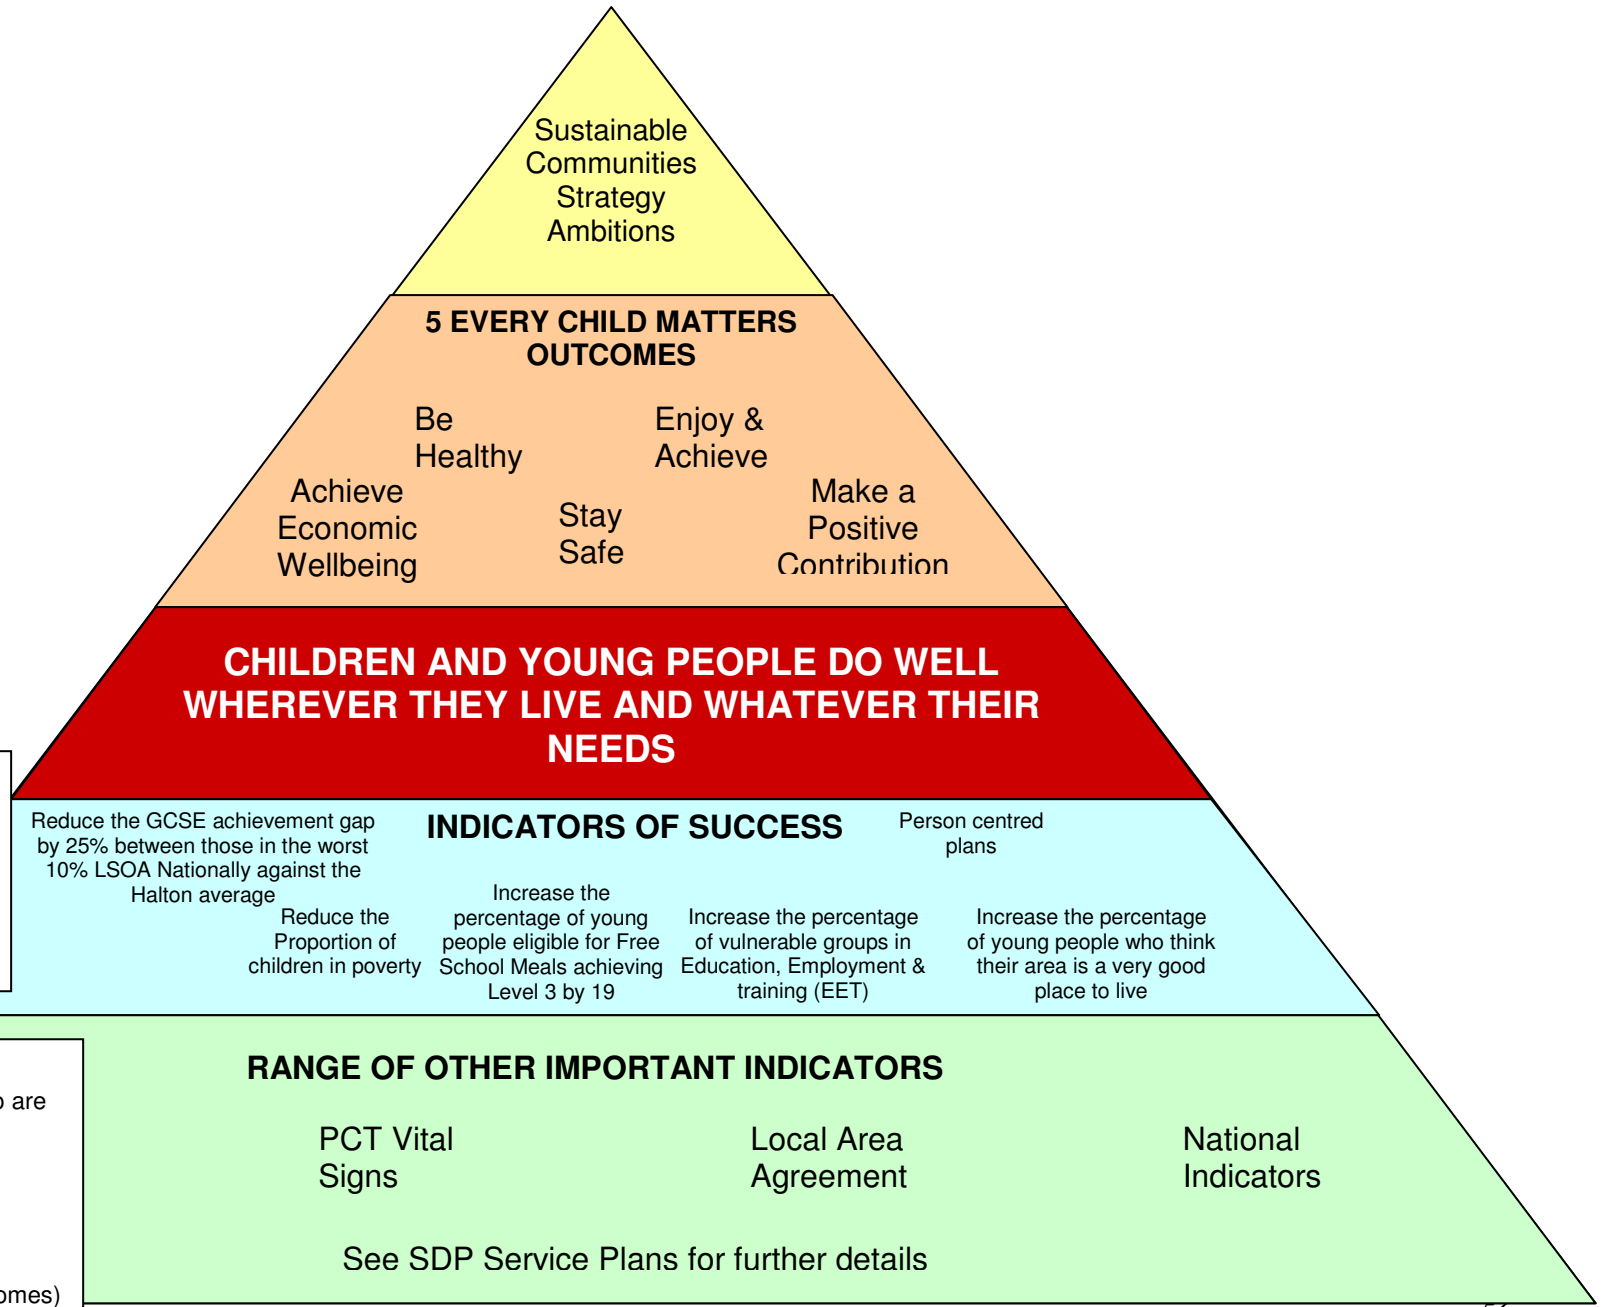 Sustainable
Communities
Strategy
Ambitions
5 EVERY CHILD MATTERS
OUTCOMES
Be
Healthy
Enjoy &
Achieve
Achieve
Economic
Wellbeing
Stay
Safe
Make a
Positive
Contribution
CHILDREN AND YOUNG PEOPLE DO WELL
WHEREVER THEY LIVE AND WHATEVER THEIR
NEEDS
INDICATORS OF SUCCESS
Reduce the GCSE achievement gap
by 25% between those in the worst
10% LSOA Nationally against the
Halton average
Person centred
plans
Reduce the
Proportion of
children in poverty
Increase the
percentage of young
people eligible for Free
School Meals achieving
Level 3 by 19
Increase the percentage
of vulnerable groups in
Education, Employment &
training (EET)
Increase the percentage
of young people who think
their area is a very good
place to live
RANGE OF OTHER IMPORTANT INDICATORS
are
PCT Vital
Signs
Local Area
Agreement
National
Indicators
See SDP Service Plans for further details